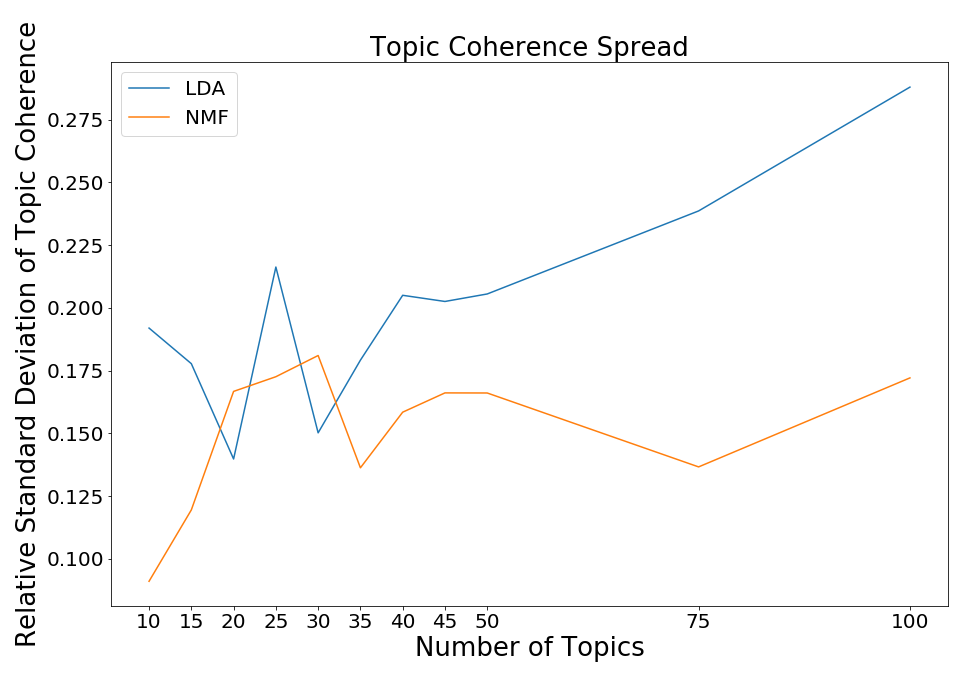 Topic Coherence Spread
LDA
NMF
Relative Standard Deviation of Topic Coherence
0.275
0.250
0.225
0.200
0.175
0.150
0.125
0.100
10 15 20 25 30 35 40 45 50 75 100
Number of Topics